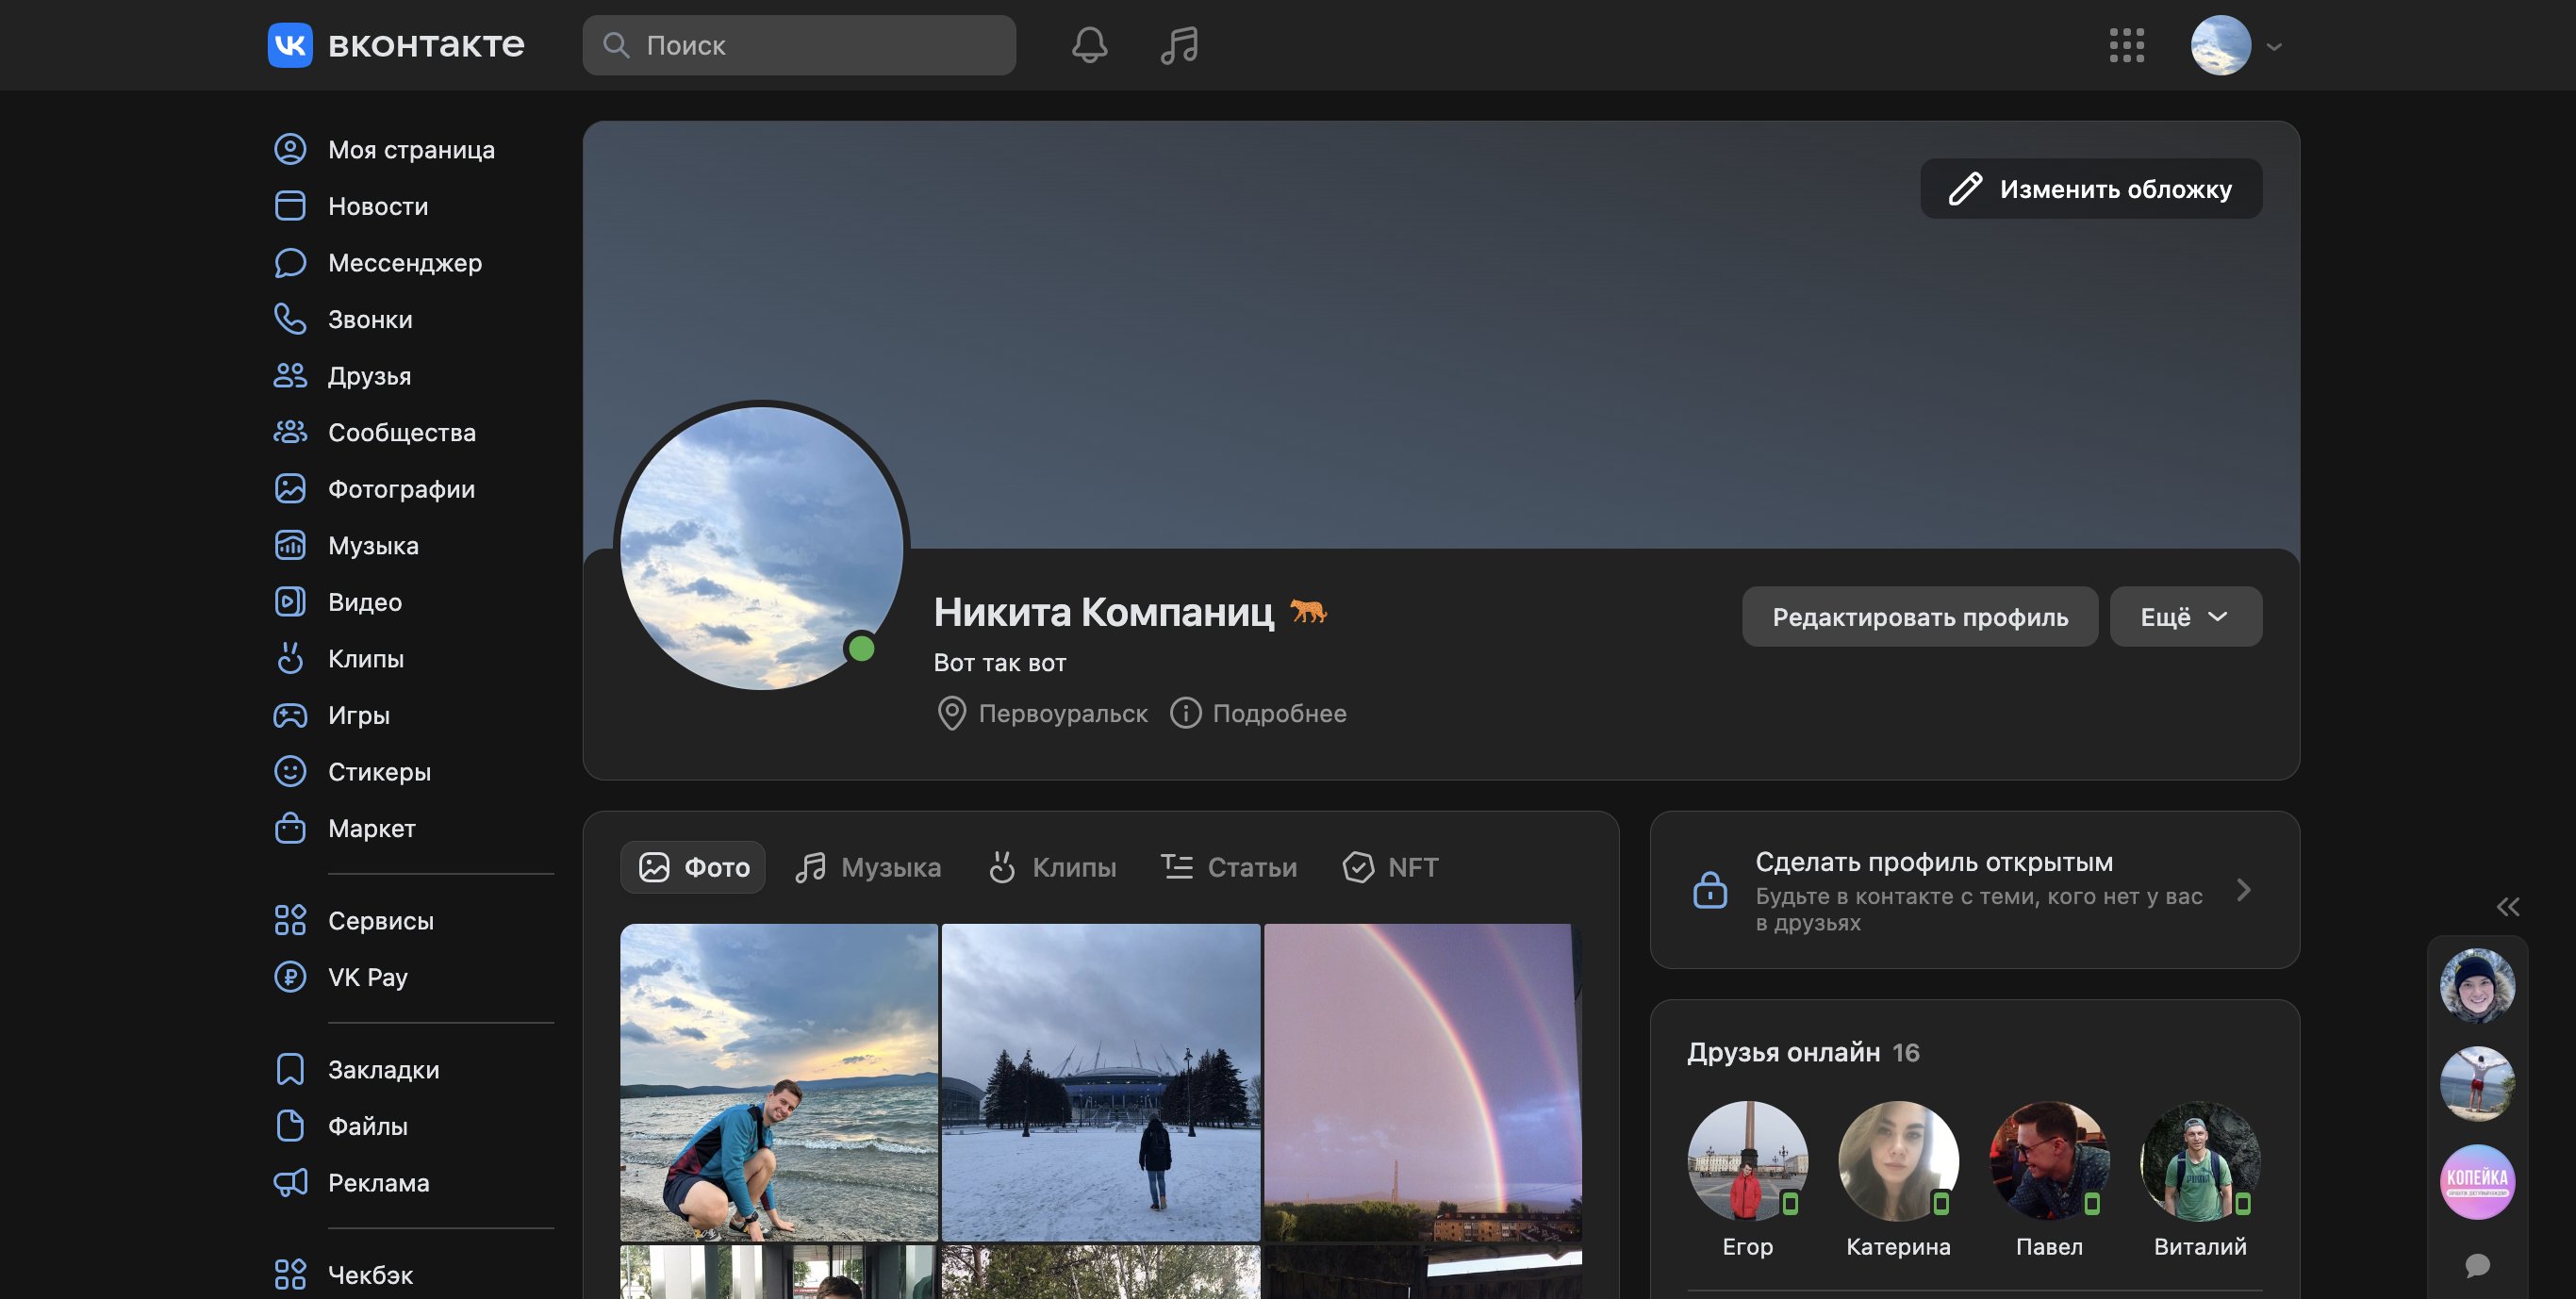 вконтакте
Поиск
Моя страница
Новости
Мессенджер
Звонки
Друзья
Сообщества
Фотографии
Музыка
Видео
Клипы
Игры
Стикеры
Маркет
Сервисы
VK Pay
Закладки
Файлы
Реклама
Чекбэк
Изменить обложку
Никита Компаниц
Вот так вот
Первоуральск Подробнее
Редактировать профиль
Ещё
Фото Музыка Клипы Статьи NFT
Сделать профиль открытым
Будьте в контакте с теми, кого нет у вас
в друзьях
Друзья онлайн 16
Егор Катерина Павел Виталий
КОПЕЙКА